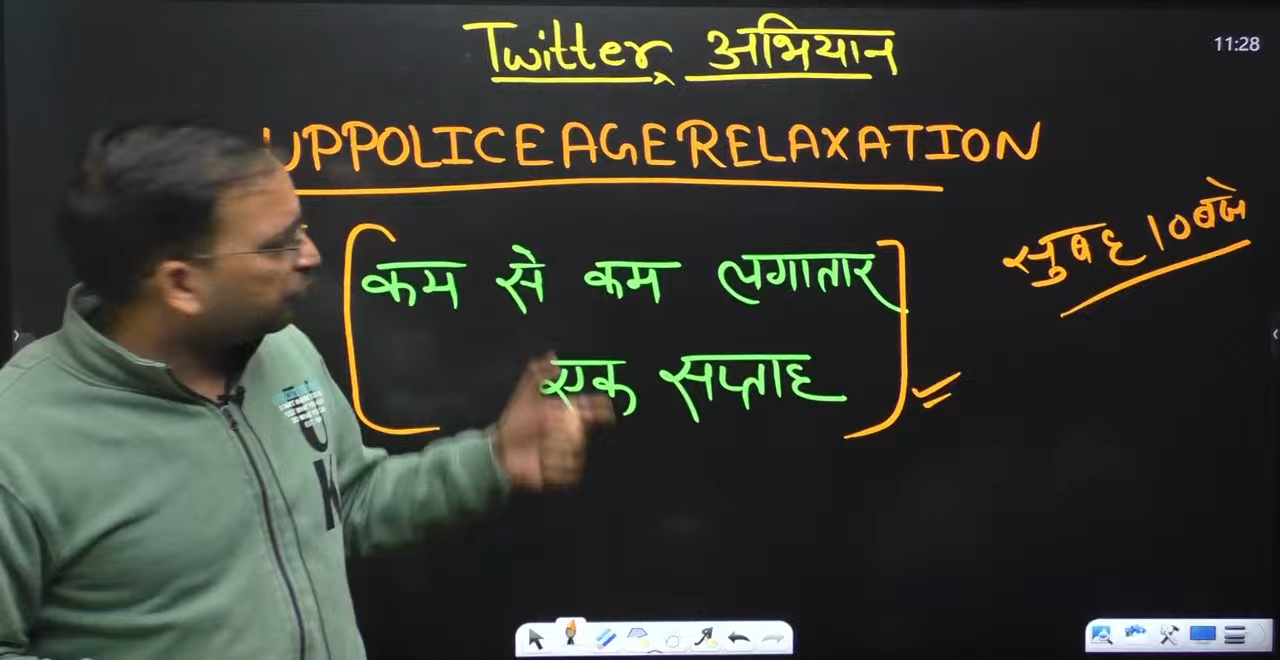 Twitter अभियान
11:28
UPPOLICEAGERELAXATION
सुबह 10 बजे
कम से कम लगातार
एक सप्ताह